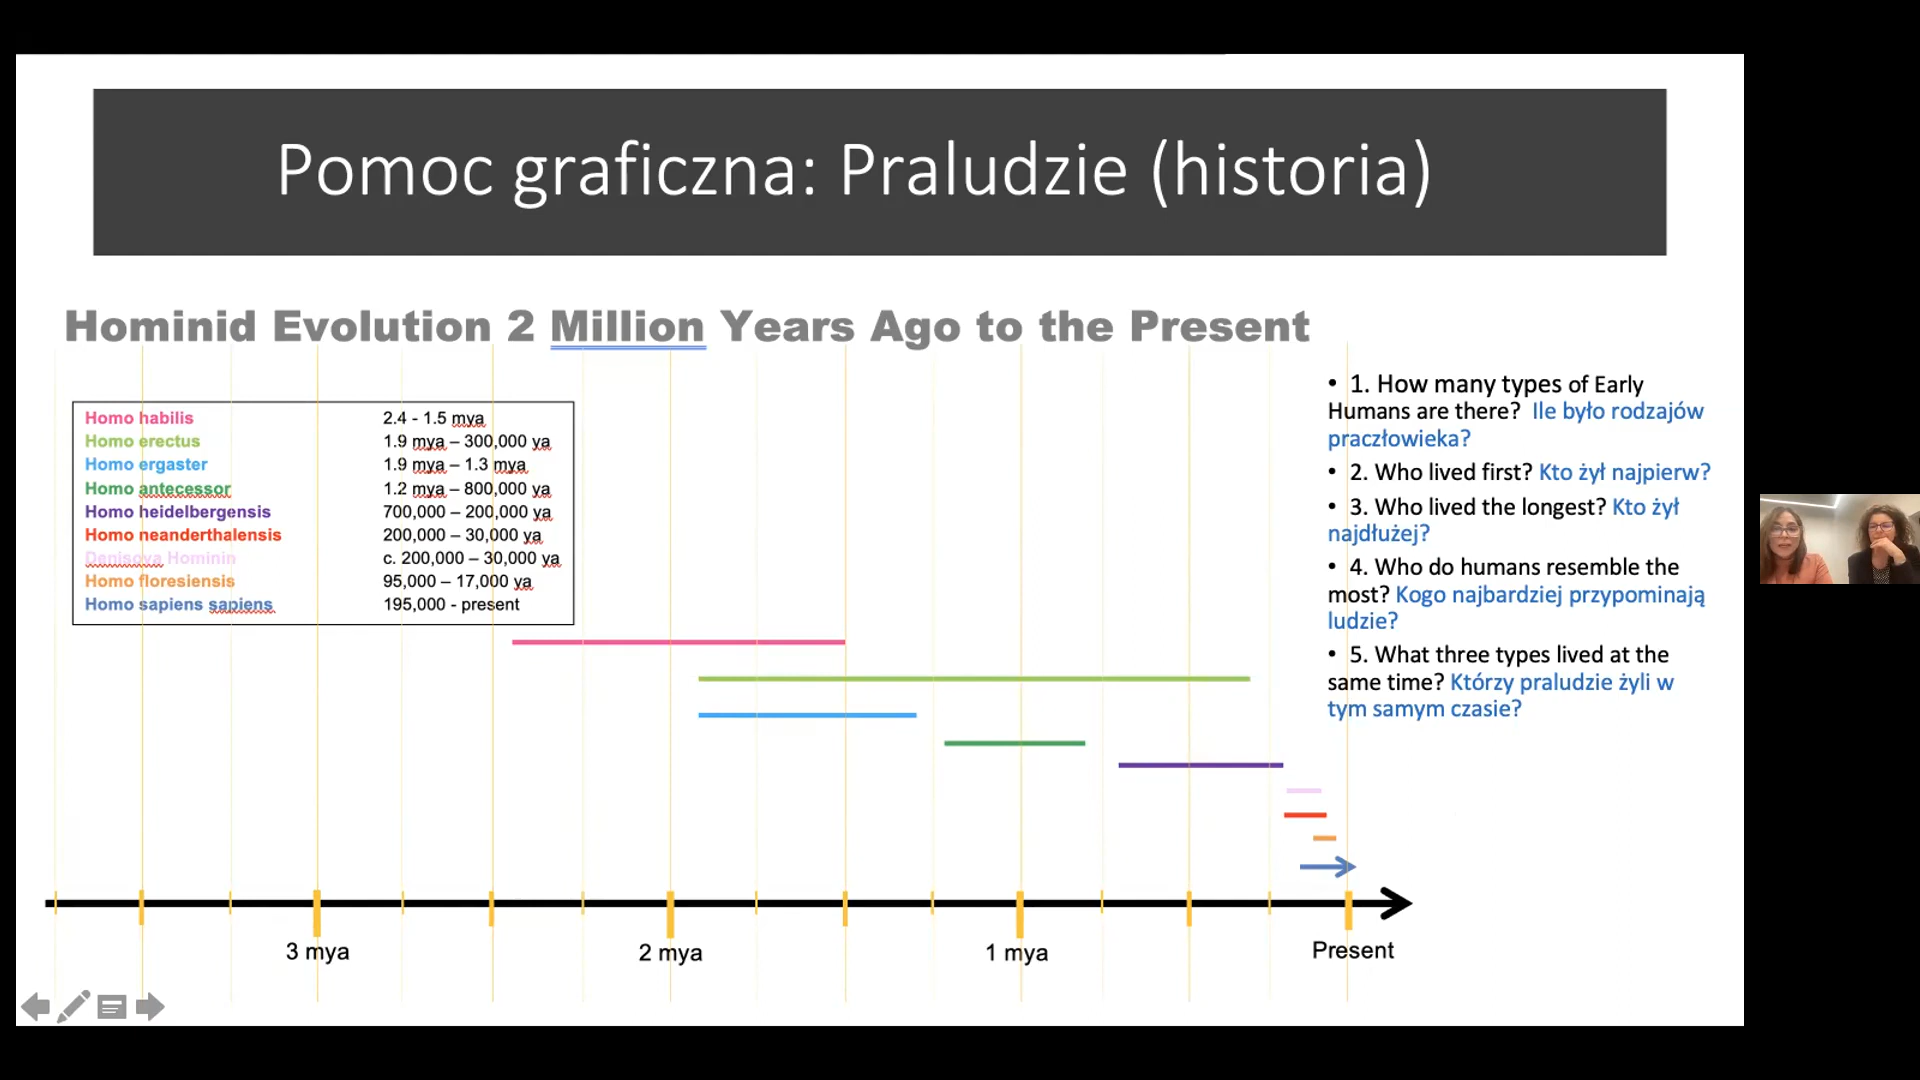 Pomoc graficzna: Praludzie (historia)
Hominid Evolution 2 Million Years Ago to the Present
Homo habilis 2.4 - 1.5 mya
Homo erectus 1.9 mya – 300,000 ya
Homo ergaster 1.9 mya – 1.3 mya
Homo antecessor 1.2 mya – 800,000 ya
Homo heidelbergensis 700,000 – 200,000 ya
Homo neanderthalensis 200,000 – 30,000 ya
Denisova Hominin c. 200,000 – 30,000 ya
Homo floresiensis 95,000 – 17,000 ya
Homo sapiens sapiens 195,000 - present
• 1. How many types of Early
Humans are there? Ile było rodzajów
praczłowieka?
• 2. Who lived first? Kto żył najpierw?
• 3. Who lived the longest? Kto żył
najdłużej?
• 4. Who do humans resemble the
most? Kogo najbardziej przypominają
ludzie?
• 5. What three types lived at the
same time? Którzy praludzie żyli w
tym samym czasie?
3 mya
2 mya
1 mya
Present